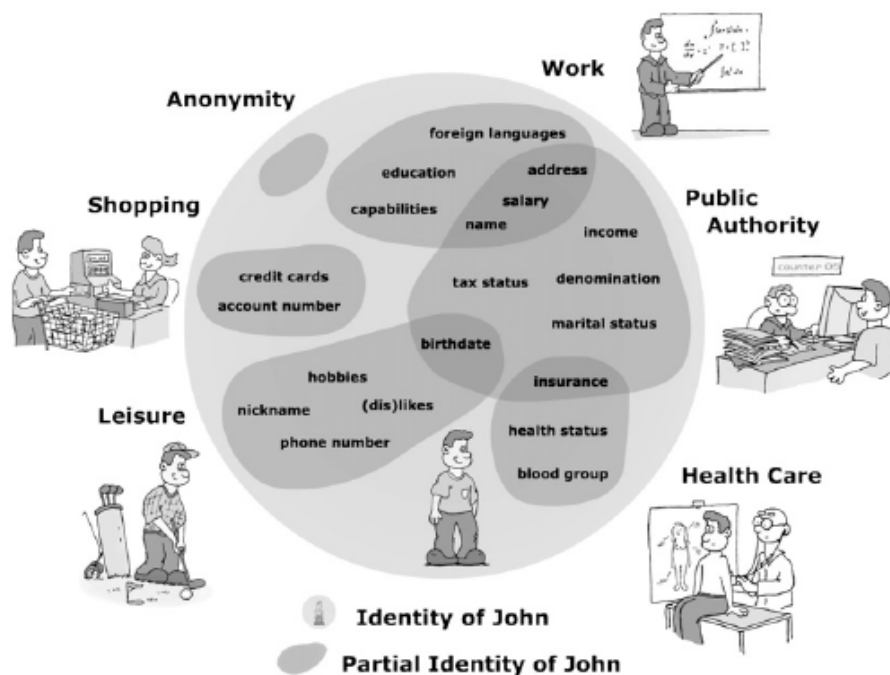 Work
Anonymity
foreign languages
education
address
Shopping
capabilities
salary
name
Public
Authority
income
credit cards
account number
tax status
denomination
marital status
birthdate
hobbies
insurance
Leisure
nickname
(dis)likes
phone number
health status
blood group
Health Care
Identity of John
Partial Identity of John